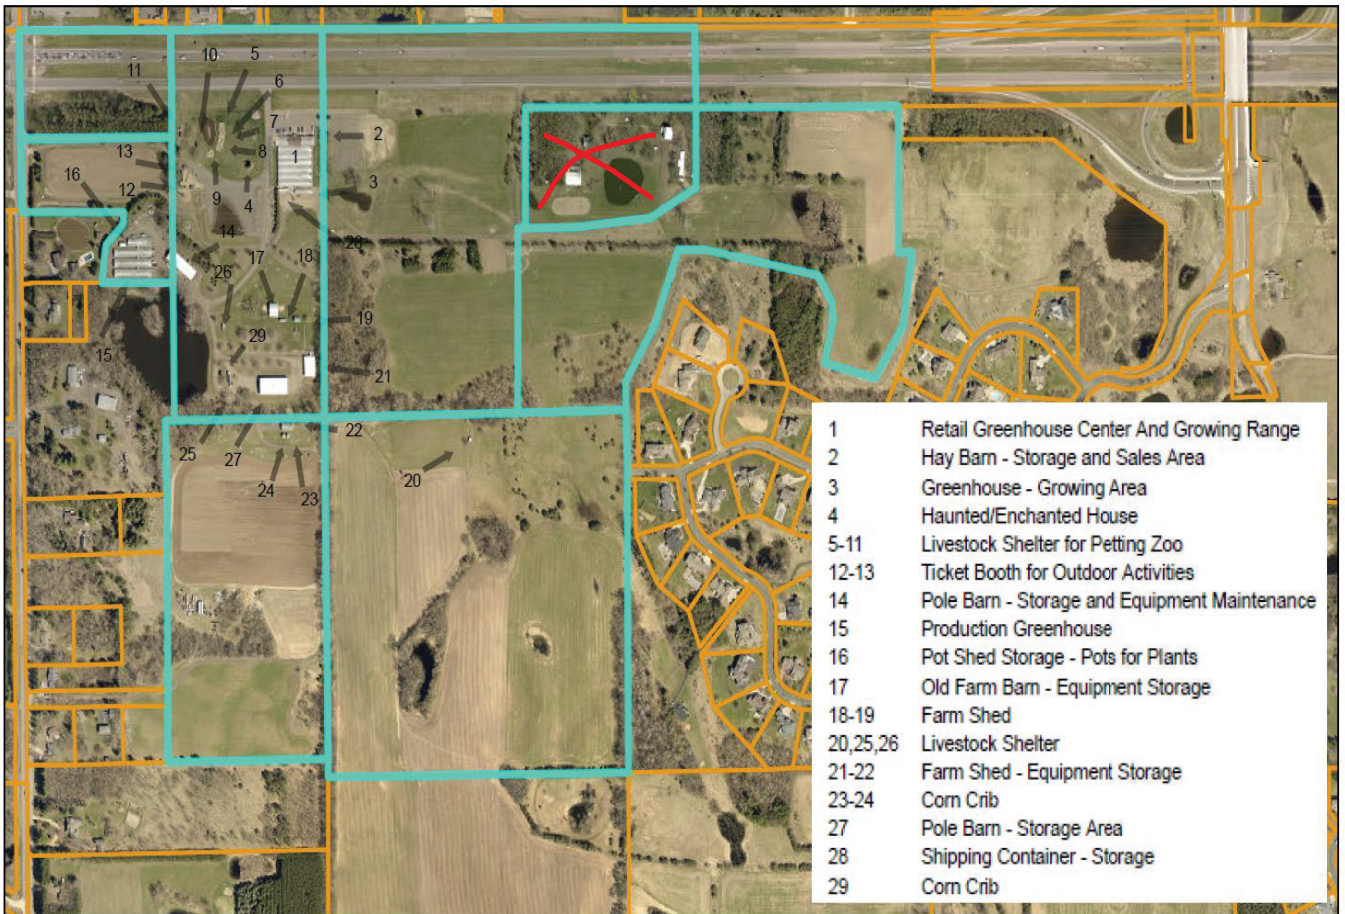 10
5
11
6
7
2
8
1
13
16
3
12
9
4
14
28
17
18
26
19
29
15
21
22
25
27
20
24
23
1 Retail Greenhouse Center And Growing Range
2 Hay Barn - Storage and Sales Area
3 Greenhouse - Growing Area
4 Haunted/Enchanted House
5-11 Livestock Shelter for Petting Zoo
12-13 Ticket Booth for Outdoor Activities
14 Pole Barn - Storage and Equipment Maintenance
15 Production Greenhouse
16 Pot Shed Storage - Pots for Plants
17 Old Farm Barn - Equipment Storage
18-19 Farm Shed
20,25,26 Livestock Shelter
21-22 Farm Shed - Equipment Storage
23-24 Corn Crib
27 Pole Barn - Storage Area
28 Shipping Container - Storage
29 Corn Crib